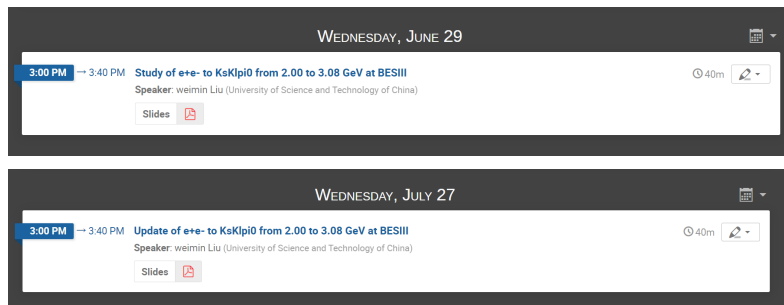 WEDNESDAY, JUNE 29
3:00 PM → 3:40 PM Study of e+e- to KsKlpi0 from 2.00 to 3.08 GeV at BESIII 40m
Speaker: weimin Liu (University of Science and Technology of China)
Slides
WEDNESDAY, JULY 27
3:00 PM → 3:40 PM Update of e+e- to KsKlpi0 from 2.00 to 3.08 GeV at BESIII 40m
Speaker: weimin Liu (University of Science and Technology of China)
Slides